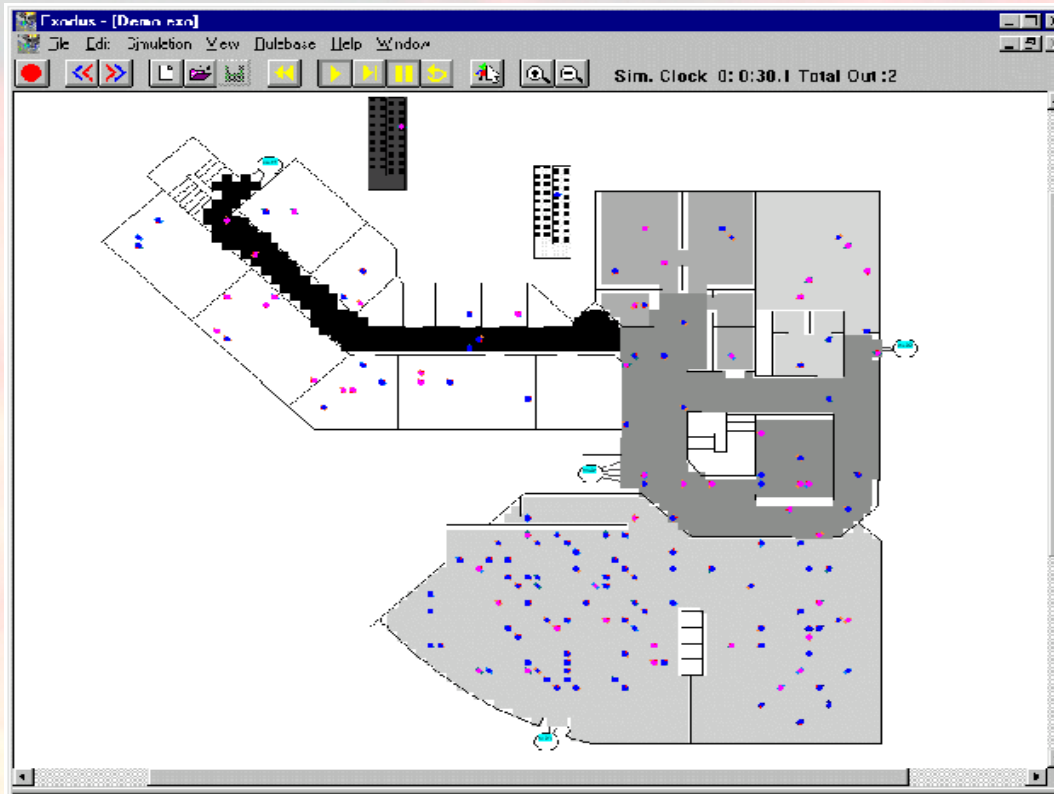 Exodus - [Demo.exo]
File Edit Simulation View Rulebase Help Window
Sim. Clock 0: 0:30.1 Total Out :2